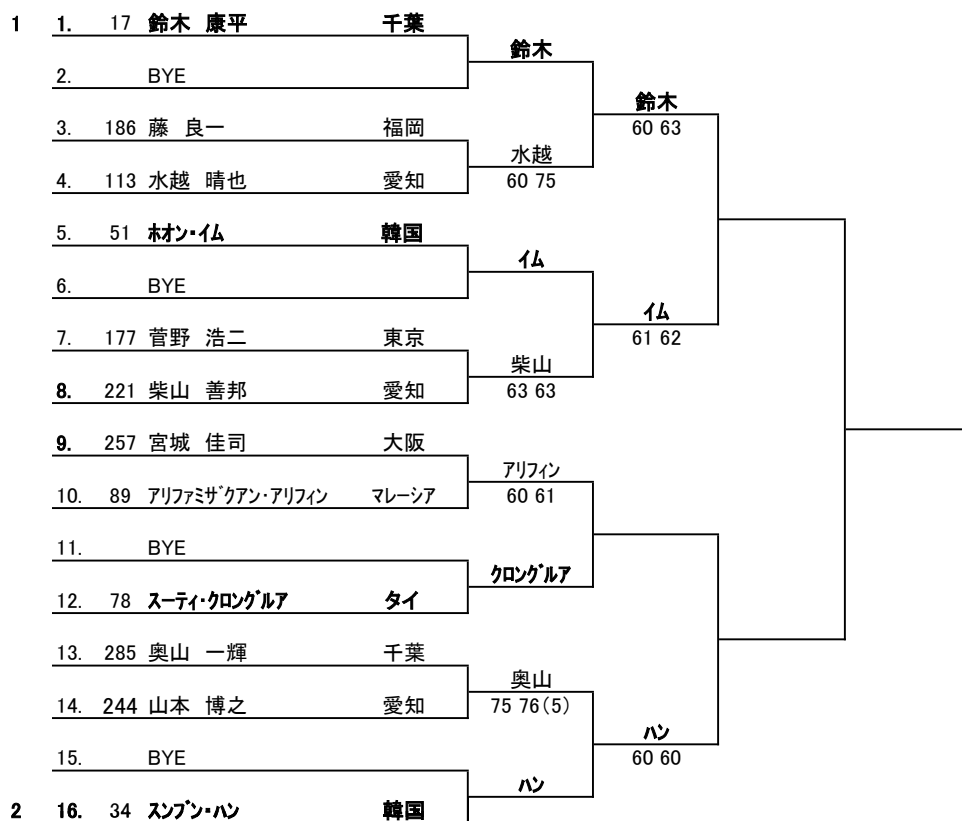 1 1. 17 鈴木 康平 千葉
鈴木
2. BYE
鈴木
60 63
3. 186 藤 良一 福岡
水越
60 75
4. 113 水越 晴也 愛知
5. 51 ホオン・イム 韓国
イム
6. BYE
イム
61 62
7. 177 菅野 浩二 東京
柴山
63 63
8. 221 柴山 善邦 愛知
9. 257 宮城 佳司 大阪
アリフィン
60 61
10. 89 アリファミザクアン・アリフィン マレーシア
11. BYE
クロングルア
12. 78 スーティ・クロングルア タイ
13. 285 奥山 一輝 千葉
奥山
75 76(5)
14. 244 山本 博之 愛知
ハン
60 60
15. BYE
ハン
2 16. 34 スンブン・ハン 韓国